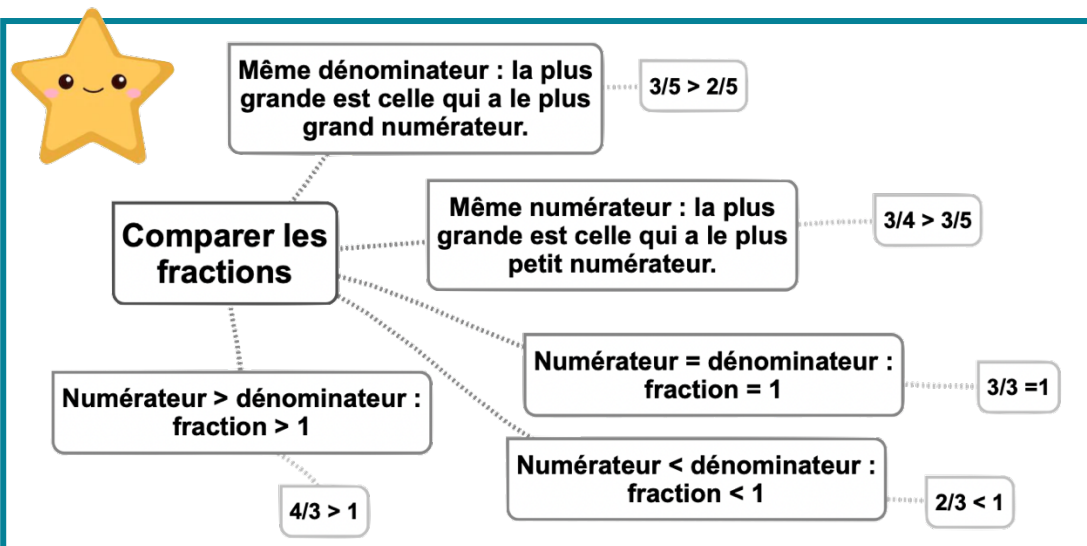 Même dénominateur : la plus
grande est celle qui a le plus
grand numérateur.
3/5 > 2/5
Comparer les
fractions
Même numérateur : la plus
grande est celle qui a le plus
petit numérateur.
3/4 > 3/5
Numérateur = dénominateur :
fraction = 1
3/3 =1
Numérateur > dénominateur :
fraction > 1
4/3 > 1
Numérateur < dénominateur :
fraction < 1
2/3 < 1